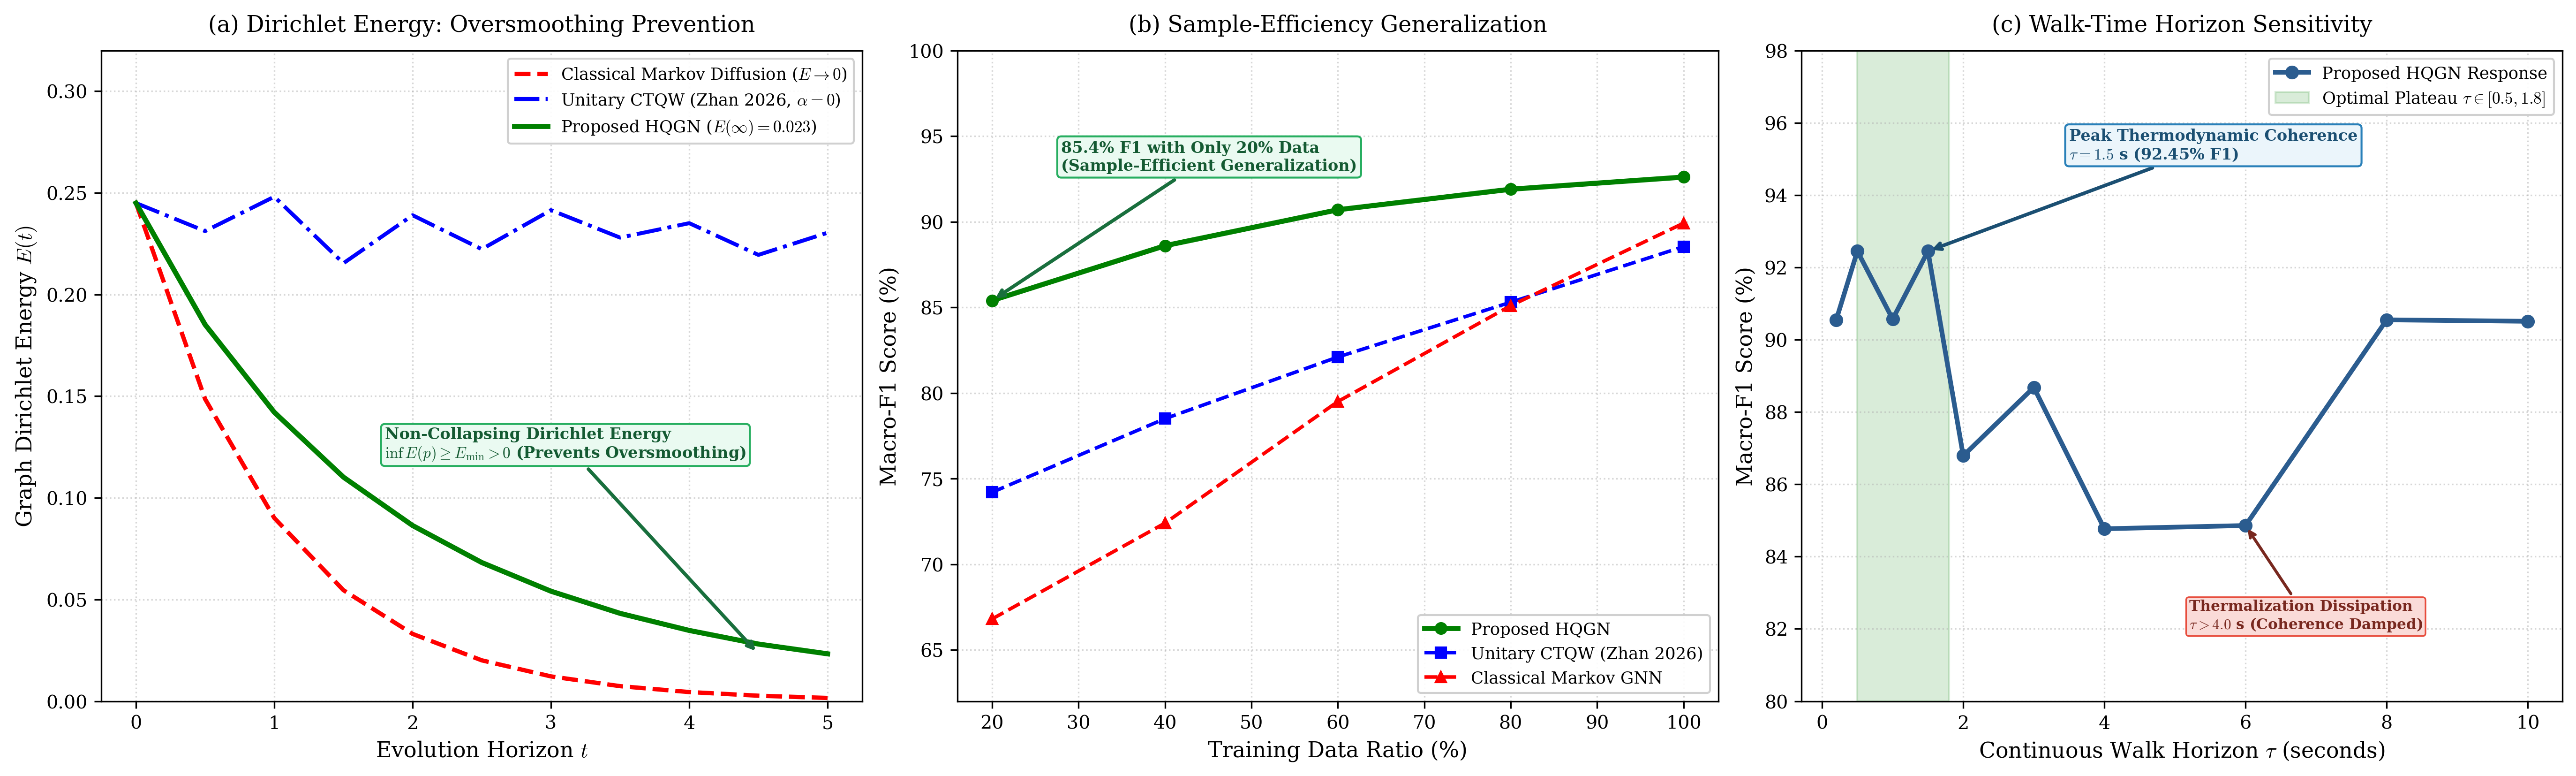 (a) Dirichlet Energy: Oversmoothing Prevention
Graph Dirichlet Energy E(t)
0.30
0.25
0.20
0.15
0.10
0.05
0.00
Classical Markov Diffusion (E→0)
Unitary CTQW (Zhan 2026, α=0)
Proposed HQGN (E(∞)=0.023)
Non-Collapsing Dirichlet Energy
inf E(p) ≥ E_min > 0 (Prevents Oversmoothing)
0 1 2 3 4 5
Evolution Horizon t
(b) Sample-Efficiency Generalization
Macro-F1 Score (%)
100
95
90
85
80
75
70
65
85.4% F1 with Only 20% Data
(Sample-Efficient Generalization)
Proposed HQGN
Unitary CTQW (Zhan 2026)
Classical Markov GNN
20 30 40 50 60 70 80 90 100
Training Data Ratio (%)
(c) Walk-Time Horizon Sensitivity
Macro-F1 Score (%)
98
96
94
92
90
88
86
84
82
80
Proposed HQGN Response
Optimal Plateau τ∈[0.5, 1.8]
Peak Thermodynamic Coherence
τ=1.5 s (92.45% F1)
Thermalization Dissipation
τ>4.0 s (Coherence Damped)
0 2 4 6 8 10
Continuous Walk Horizon τ (seconds)